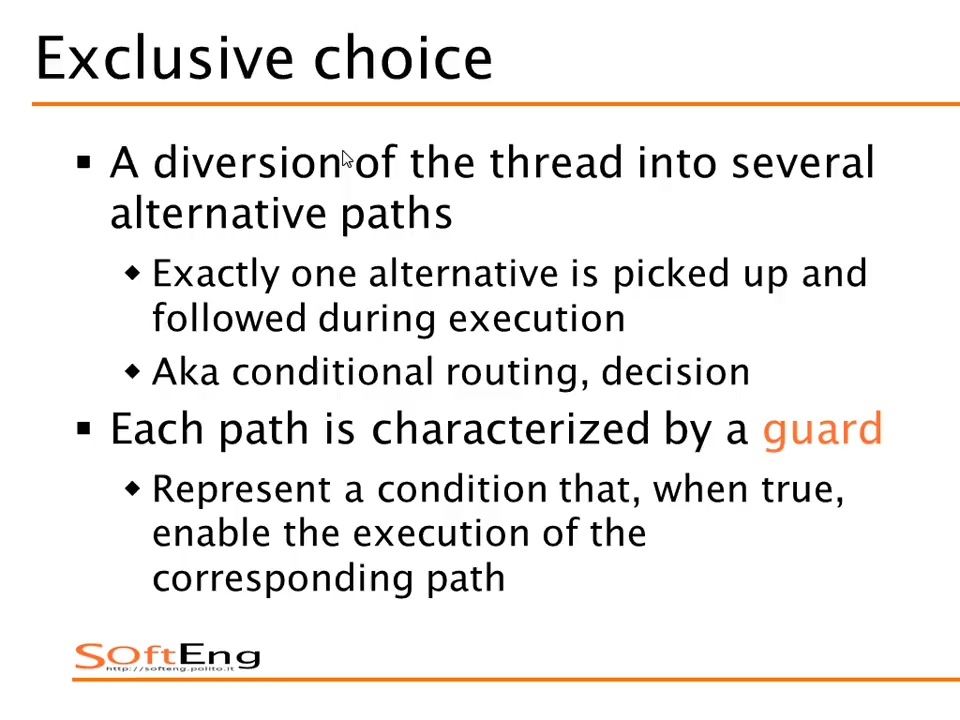 Exclusive choice
A diversion of the thread into several
alternative paths
Exactly one alternative is picked up and
followed during execution
Aka conditional routing, decision
Each path is characterized by a guard
Represent a condition that, when true,
enable the execution of the
corresponding path
SoftEng
http://softeng.polito.it